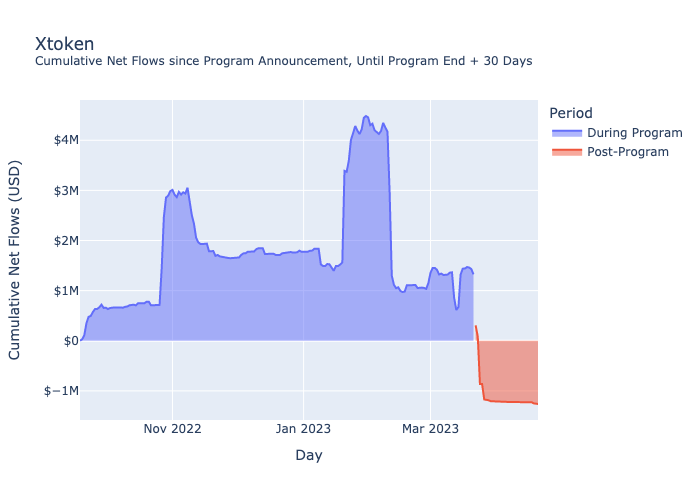 Xtoken
Cumulative Net Flows since Program Announcement, Until Program End + 30 Days
Period
During Program
Post-Program
Cumulative Net Flows (USD)
$4M
$3M
$2M
$1M
$0
$−1M
Nov 2022
Jan 2023
Mar 2023
Day